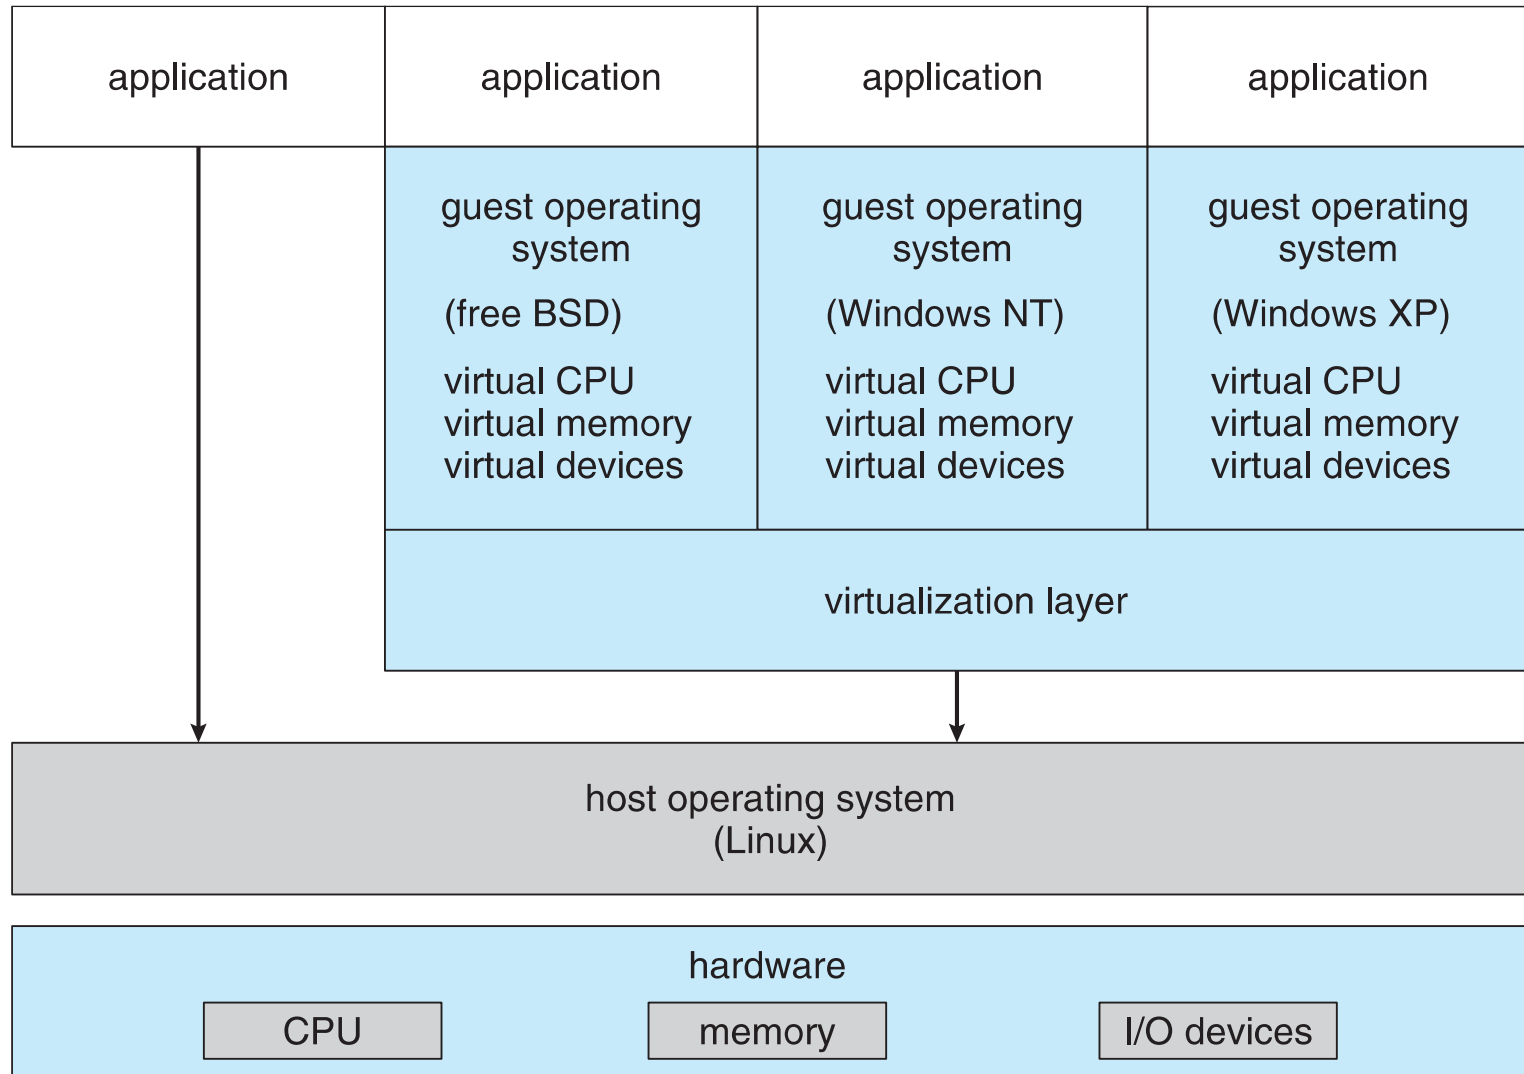 application
application
application
application
guest operating
system
(free BSD)
virtual CPU
virtual memory
virtual devices
guest operating
system
(Windows NT)
virtual CPU
virtual memory
virtual devices
guest operating
system
(Windows XP)
virtual CPU
virtual memory
virtual devices
virtualization layer
host operating system
(Linux)
hardware
CPU
memory
I/O devices